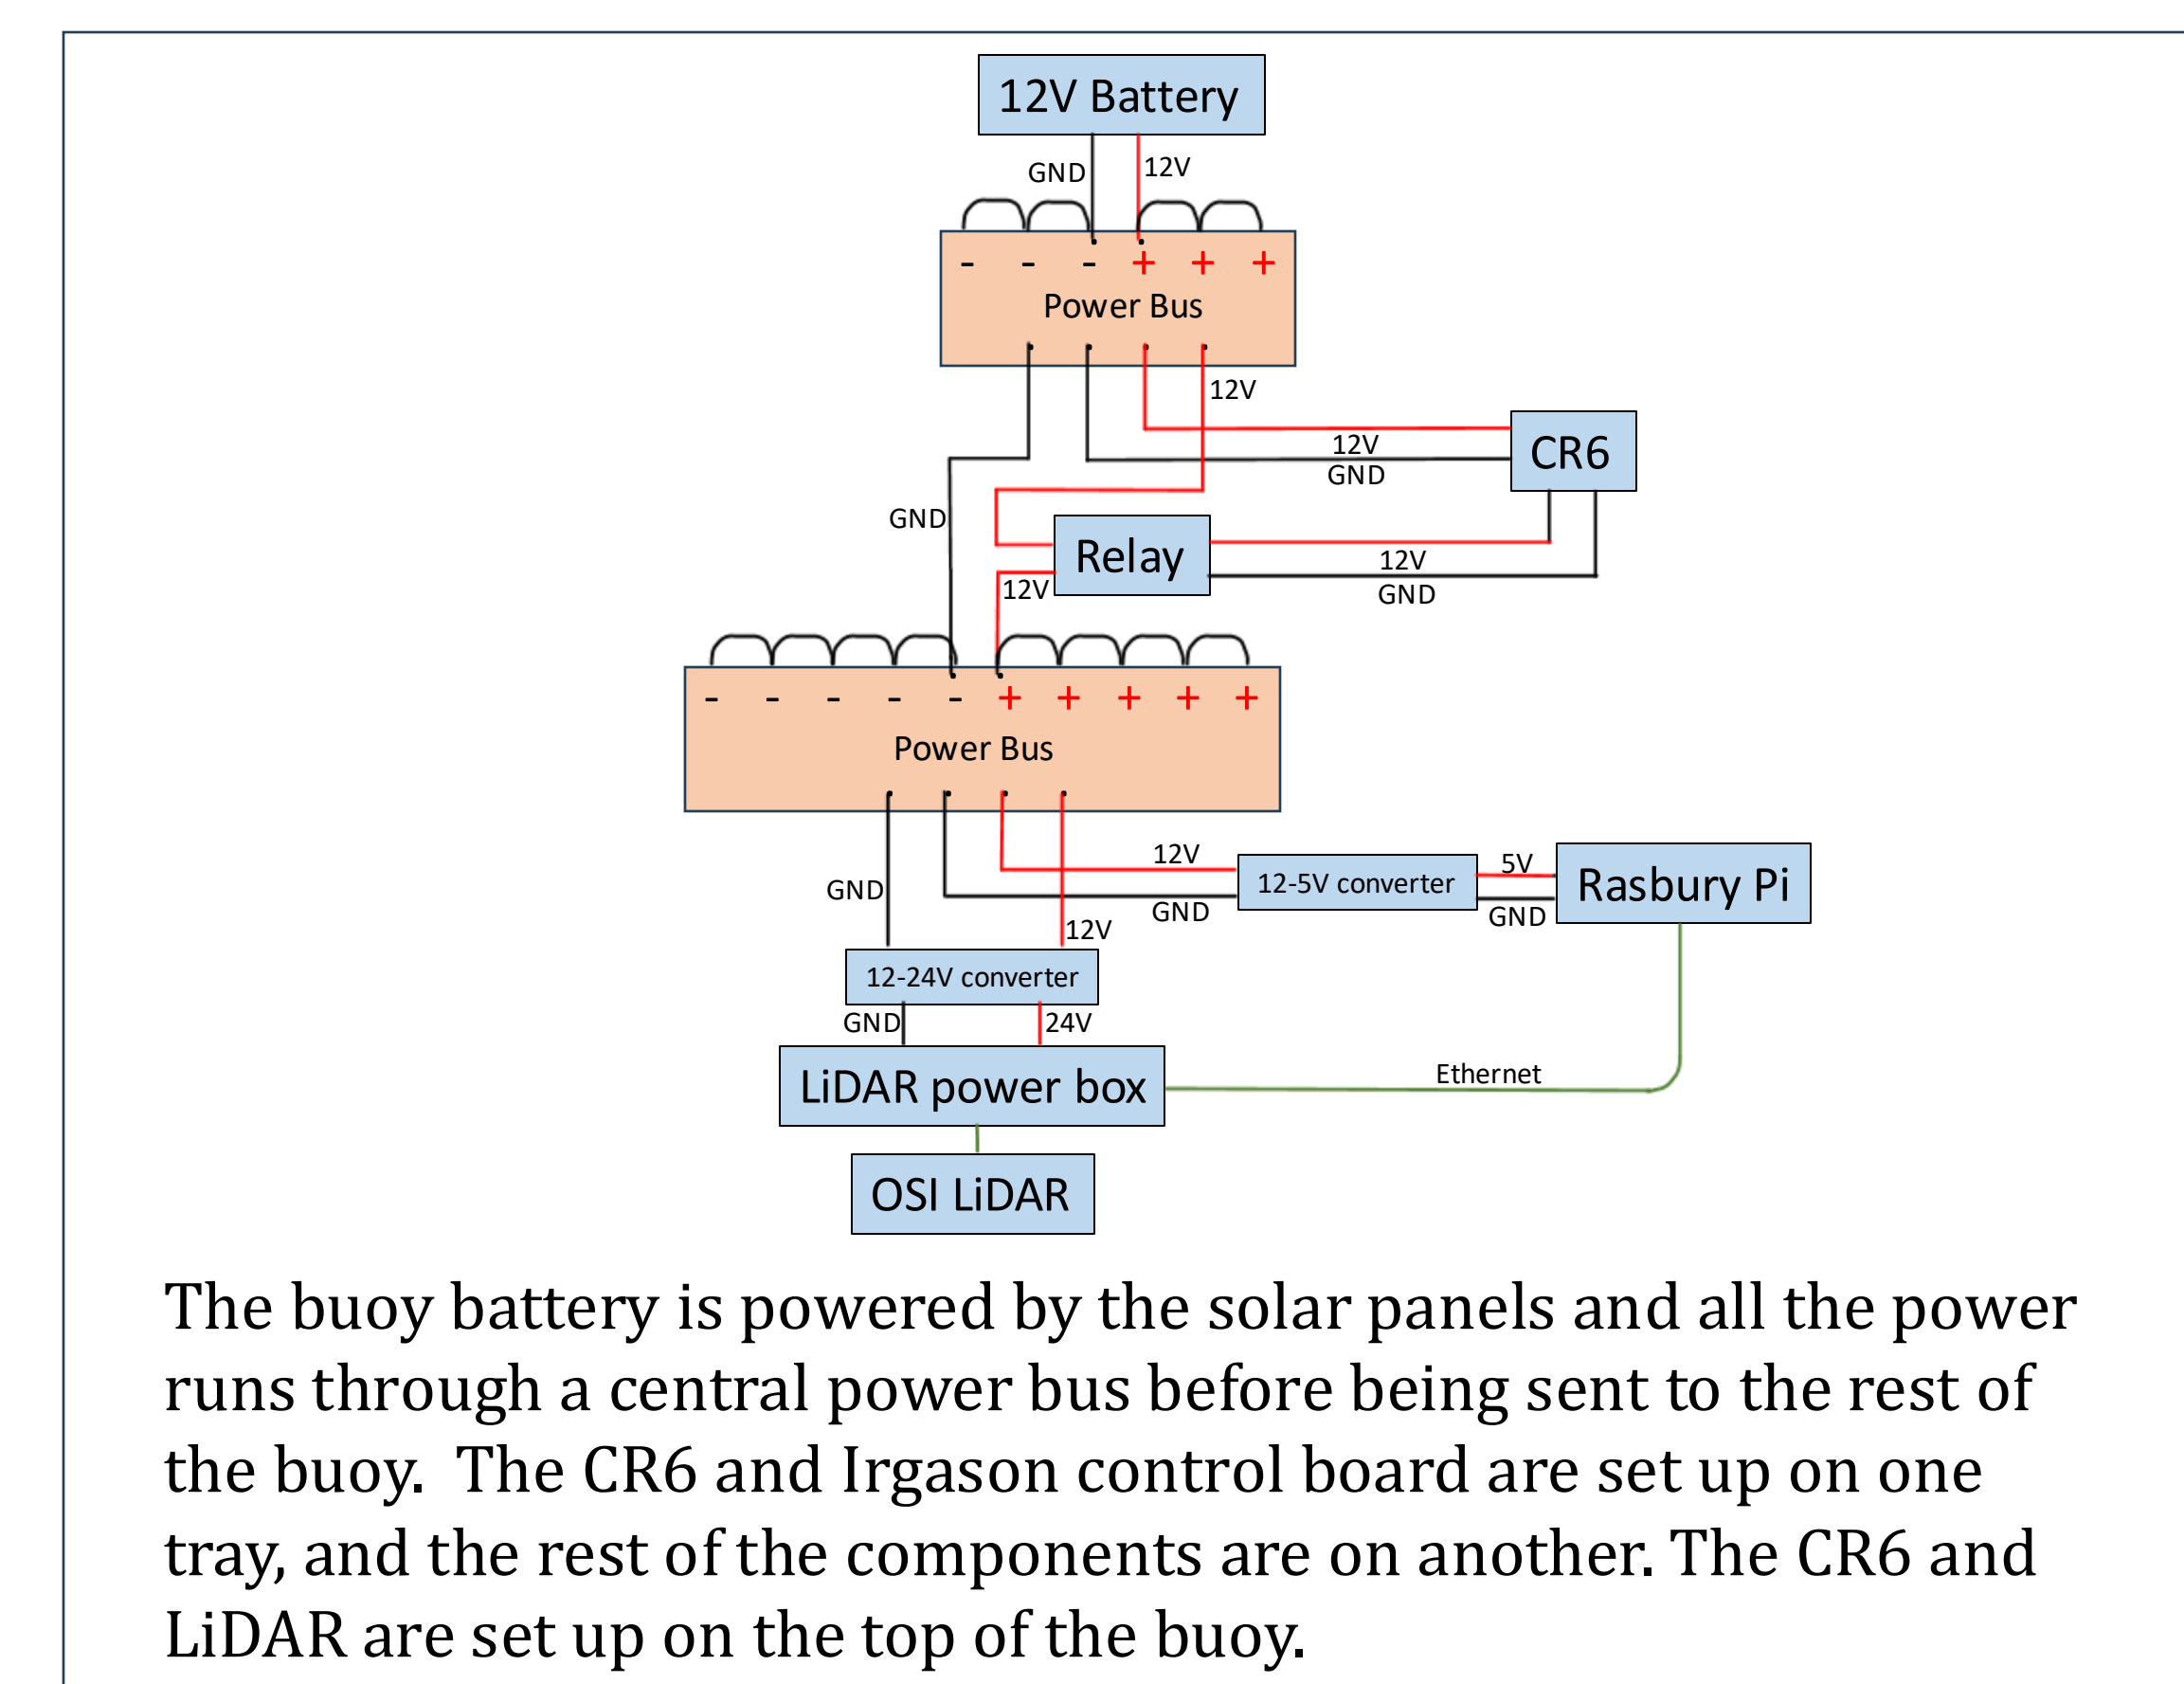 12V Battery
GND 12V
- - - + + +
Power Bus
12V
CR6
12V
GND
GND
Relay
12V
12V
GND
- - - - - + + + + +
Power Bus
12V
12-5V converter
5V
Rasbury Pi
GND
GND
GND
12V
12-24V converter
GND 24V
LiDAR power box
Ethernet
OSI LiDAR
The buoy battery is powered by the solar panels and all the power
runs through a central power bus before being sent to the rest of
the buoy.  The CR6 and Irgason control board are set up on one
tray, and the rest of the components are on another. The CR6 and
LiDAR are set up on the top of the buoy.